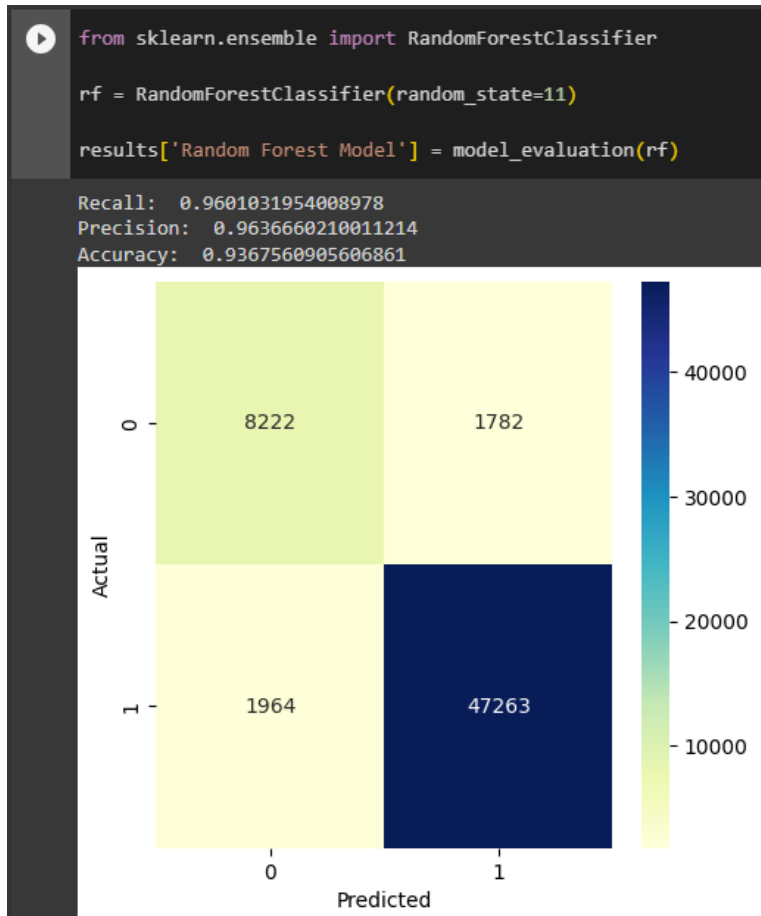 from sklearn.ensemble import RandomForestClassifier
rf = RandomForestClassifier(random_state=11)
results['Random Forest Model'] = model_evaluation(rf)
Recall:  0.9601031954008978
Precision:  0.9636660210011214
Accuracy:  0.9367560905606861
40000
0
8222
1782
30000
Actual
20000
1
1964
47263
10000
0
1
Predicted